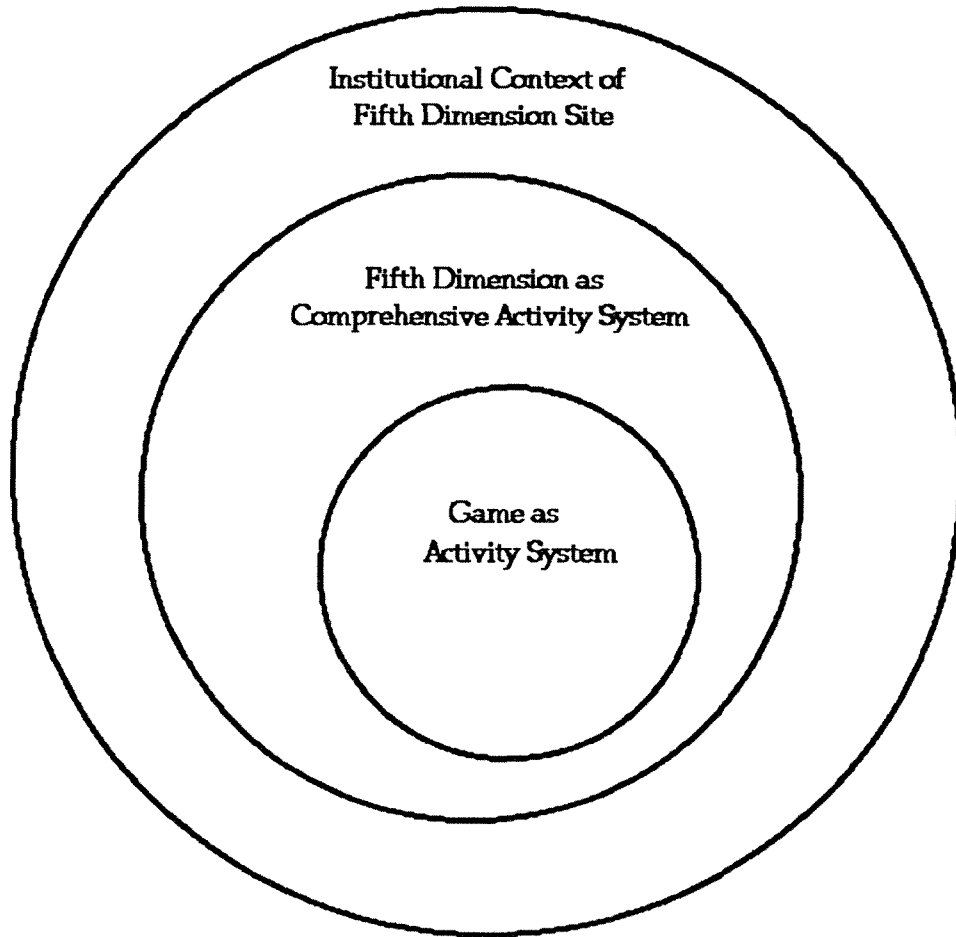 Institutional Context of
Fifth Dimension Site
Fifth Dimension as
Comprehensive Activity System
Game as
Activity System